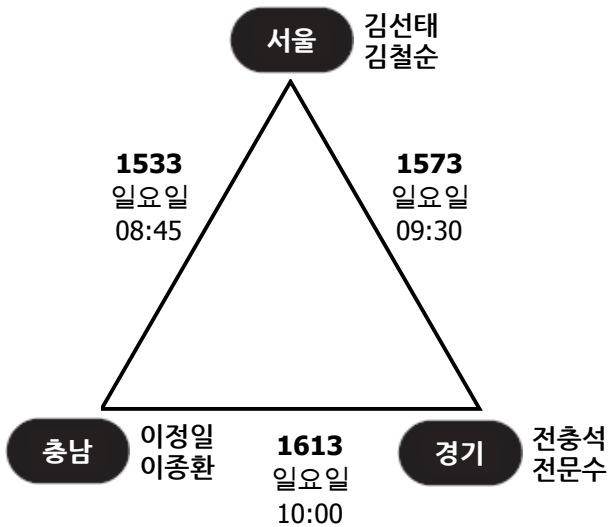 서울
김선태
김철순
1533
일요일
08:45
1573
일요일
09:30
충남
이정일
이종환
1613
일요일
10:00
경기
전충석
전문수